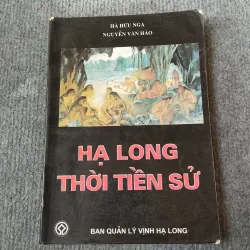 HÀ HỮU NGA
NGUYỄN VĂN HẢO
HẠ LONG
THỜI TIỀN SỬ
BAN QUẢN LÝ VỊNH HẠ LONG